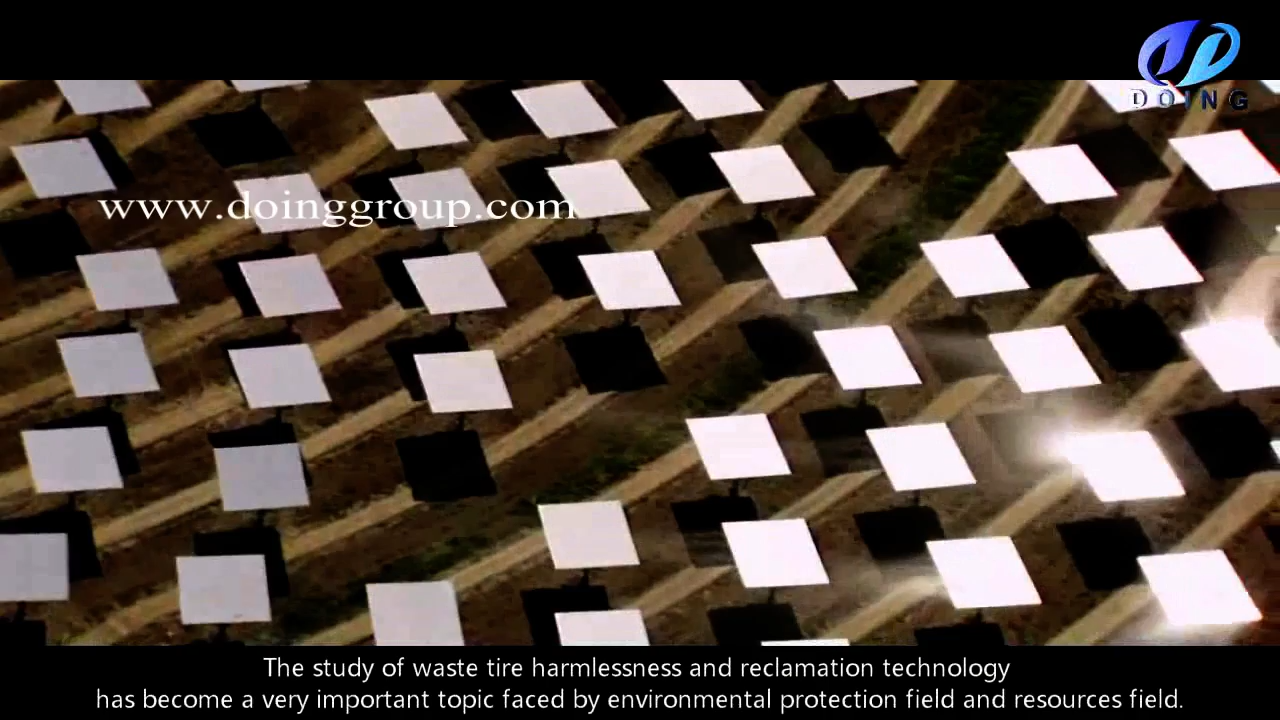 DOING
www.doinggroup.com
The study of waste tire harmlessness and reclamation technology
has become a very important topic faced by environmental protection field and resources field.